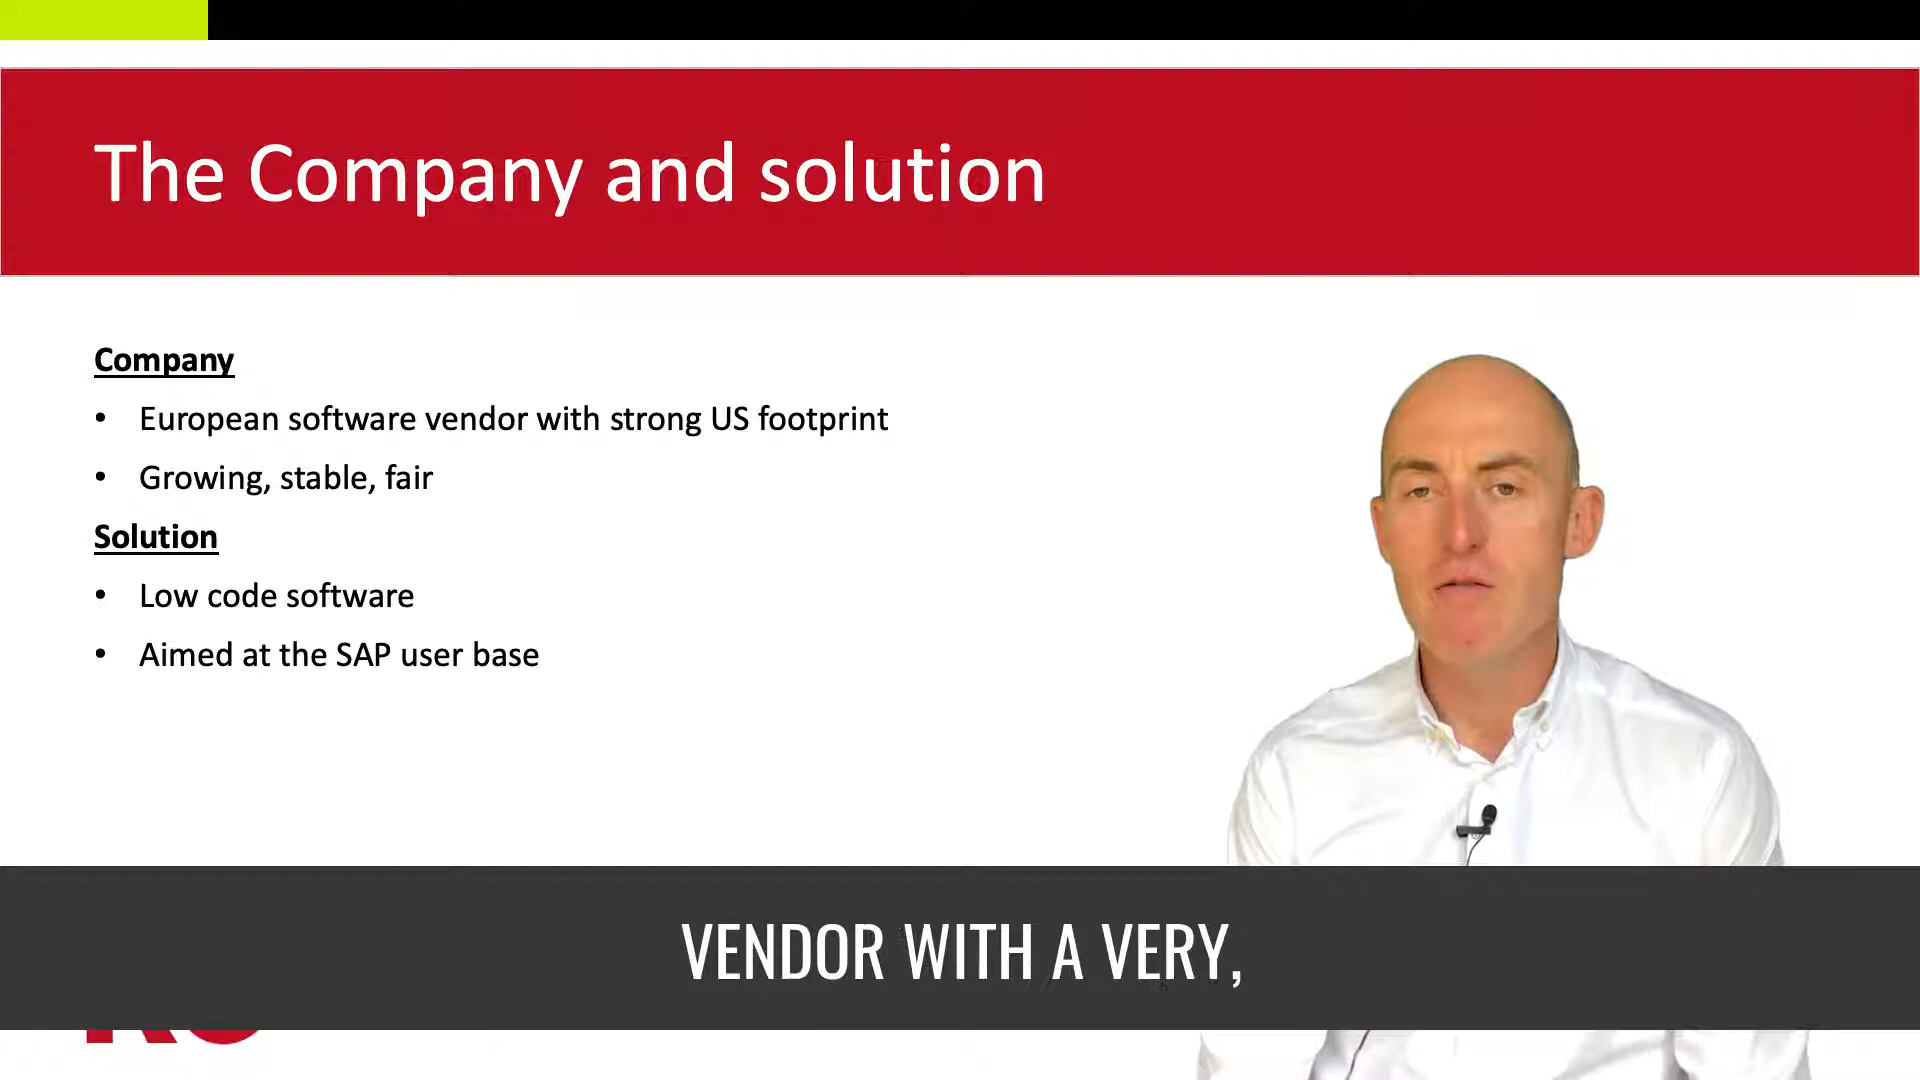 The Company and solution
Company
• European software vendor with strong US footprint
• Growing, stable, fair
Solution
• Low code software
• Aimed at the SAP user base
VENDOR WITH A VERY,